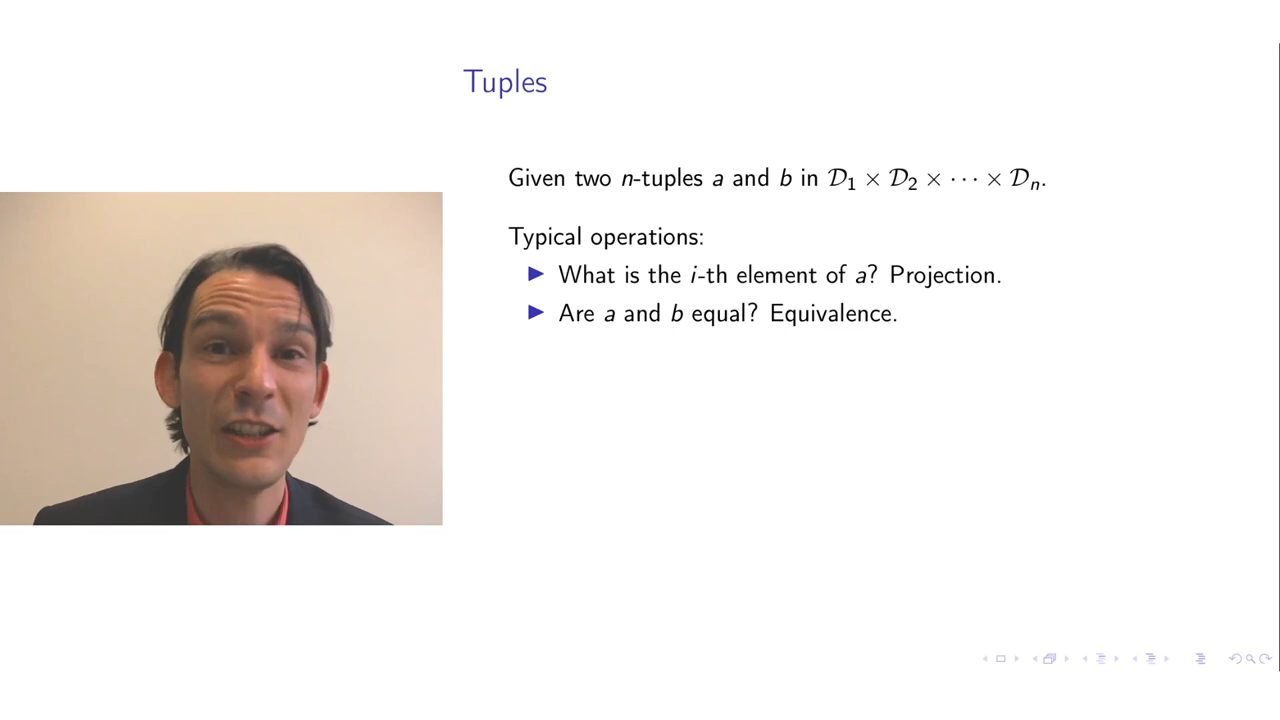 Tuples
Given two n-tuples a and b in 𝒟₁ × 𝒟₂ × ⋯ × 𝒟ₙ.
Typical operations:
▶ What is the i-th element of a? Projection.
▶ Are a and b equal? Equivalence.